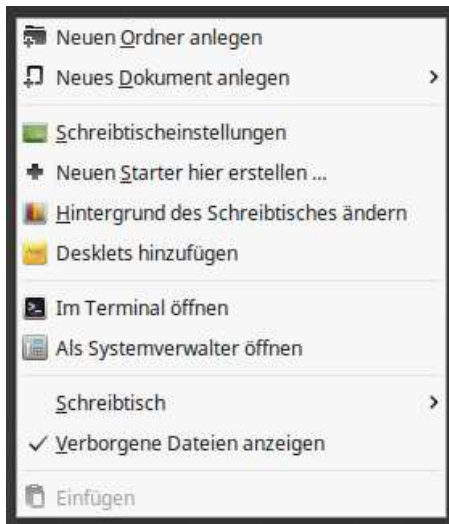 Neuen Ordner anlegen
Neues Dokument anlegen
Schreibtischeinstellungen
Neuen Starter hier erstellen ...
Hintergrund des Schreibtisches ändern
Desklets hinzufügen
Im Terminal öffnen
Als Systemverwalter öffnen
Schreibtisch
Verborgene Dateien anzeigen
Einfügen